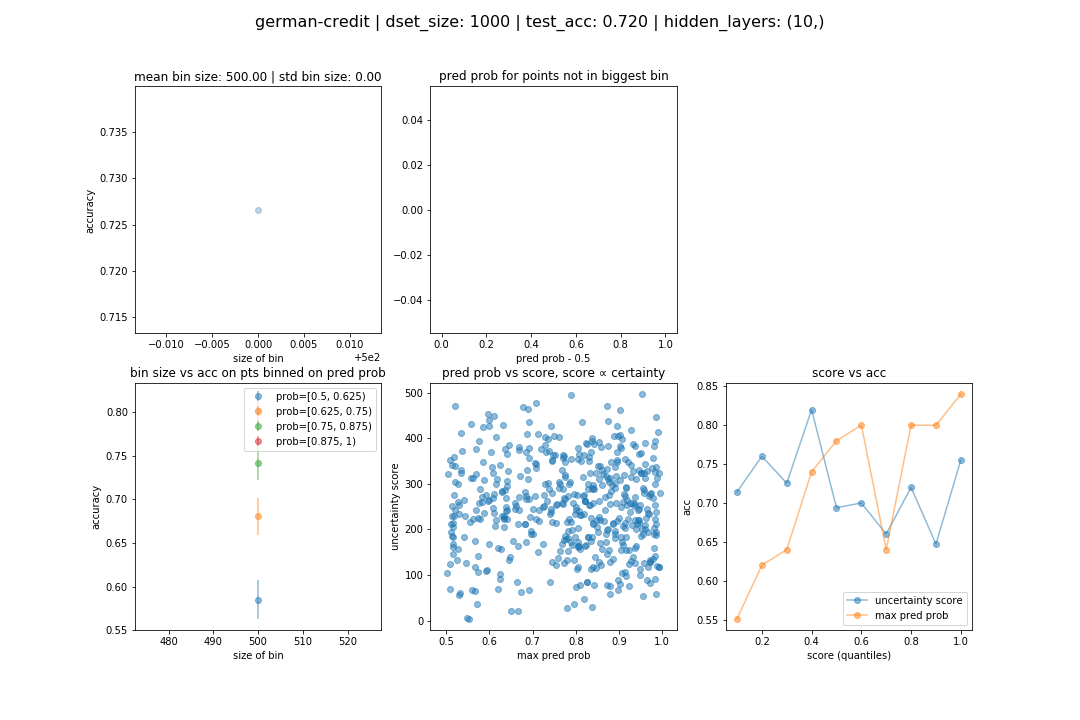 german-credit | dset_size: 1000 | test_acc: 0.720 | hidden_layers: (10,)
mean bin size: 500.00 | std bin size: 0.00
accuracy
0.735
0.730
0.725
0.720
0.715
−0.010 −0.005 0.000 0.005 0.010
+5e2
size of bin
pred prob for points not in biggest bin
0.04
0.02
0.00
−0.02
−0.04
0.0 0.2 0.4 0.6 0.8 1.0
pred prob - 0.5
bin size vs acc on pts binned on pred prob
accuracy
0.80
0.75
0.70
0.65
0.60
0.55
prob=[0.5, 0.625)
prob=[0.625, 0.75)
prob=[0.75, 0.875)
prob=[0.875, 1)
480 490 500 510 520
size of bin
pred prob vs score, score ∝ certainty
uncertainty score
500
400
300
200
100
0
0.5 0.6 0.7 0.8 0.9 1.0
max pred prob
score vs acc
acc
0.85
0.80
0.75
0.70
0.65
0.60
0.55
uncertainty score
max pred prob
0.2 0.4 0.6 0.8 1.0
score (quantiles)